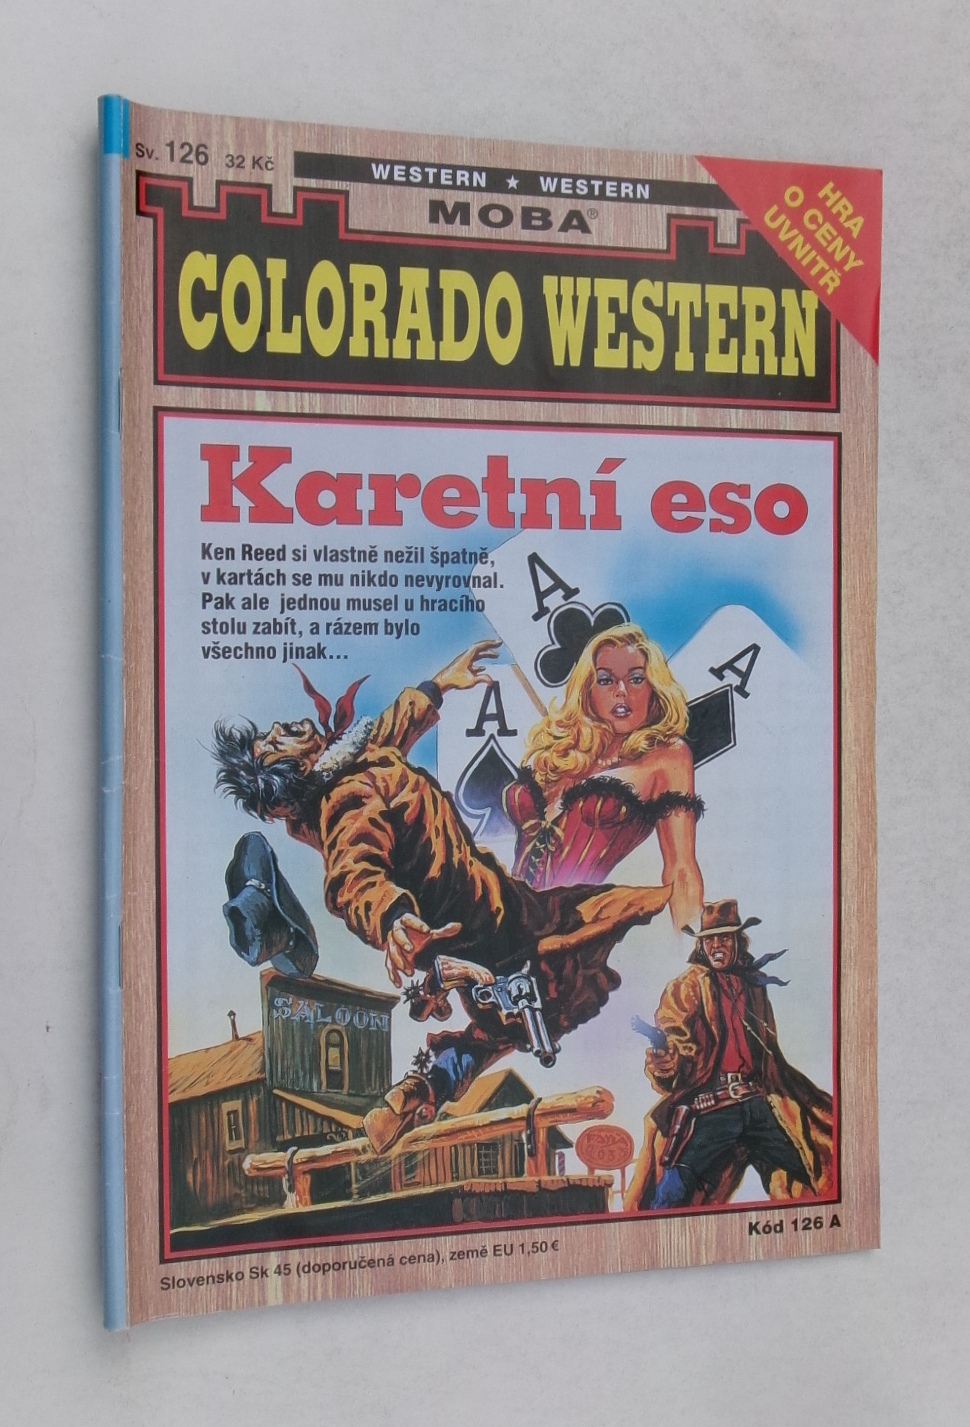 Sv. 126 32 Kč
WESTERN ★ WESTERN
MOBA®
HRA
O CENY
UVNITŘ
COLORADO WESTERN
Karetní eso
Ken Reed si vlastně nežil špatně,
v kartách se mu nikdo nevyrovnal.
Pak ale jednou musel u hracího
stolu zabít, a rázem bylo
všechno jinak...
A
A
A
SALOON
Kód 126 A
Slovensko Sk 45 (doporučená cena), země EU 1,50 €